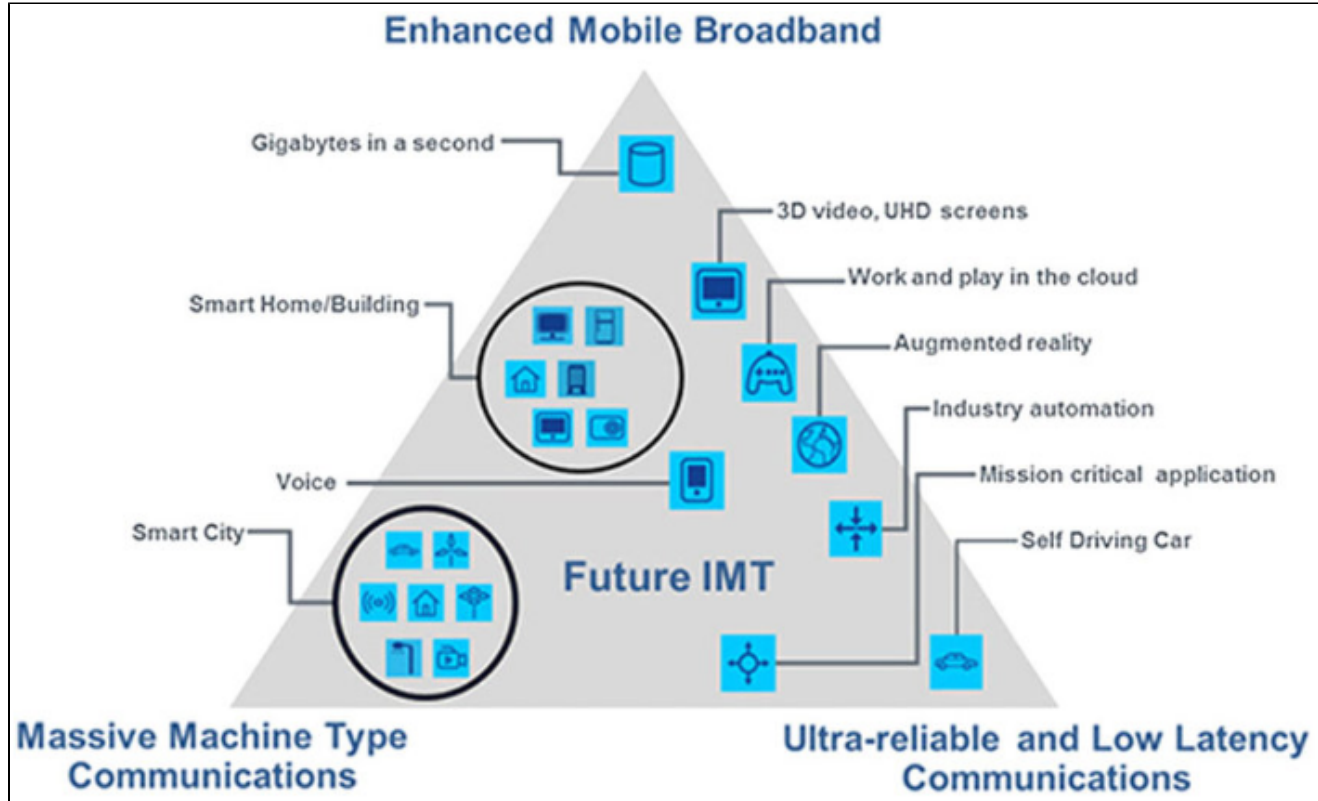 Enhanced Mobile Broadband
Gigabytes in a second
3D video, UHD screens
Work and play in the cloud
Smart Home/Building
Augmented reality
Industry automation
Mission critical application
Voice
Smart City
Self Driving Car
Future IMT
Massive Machine Type
Communications
Ultra-reliable and Low Latency
Communications